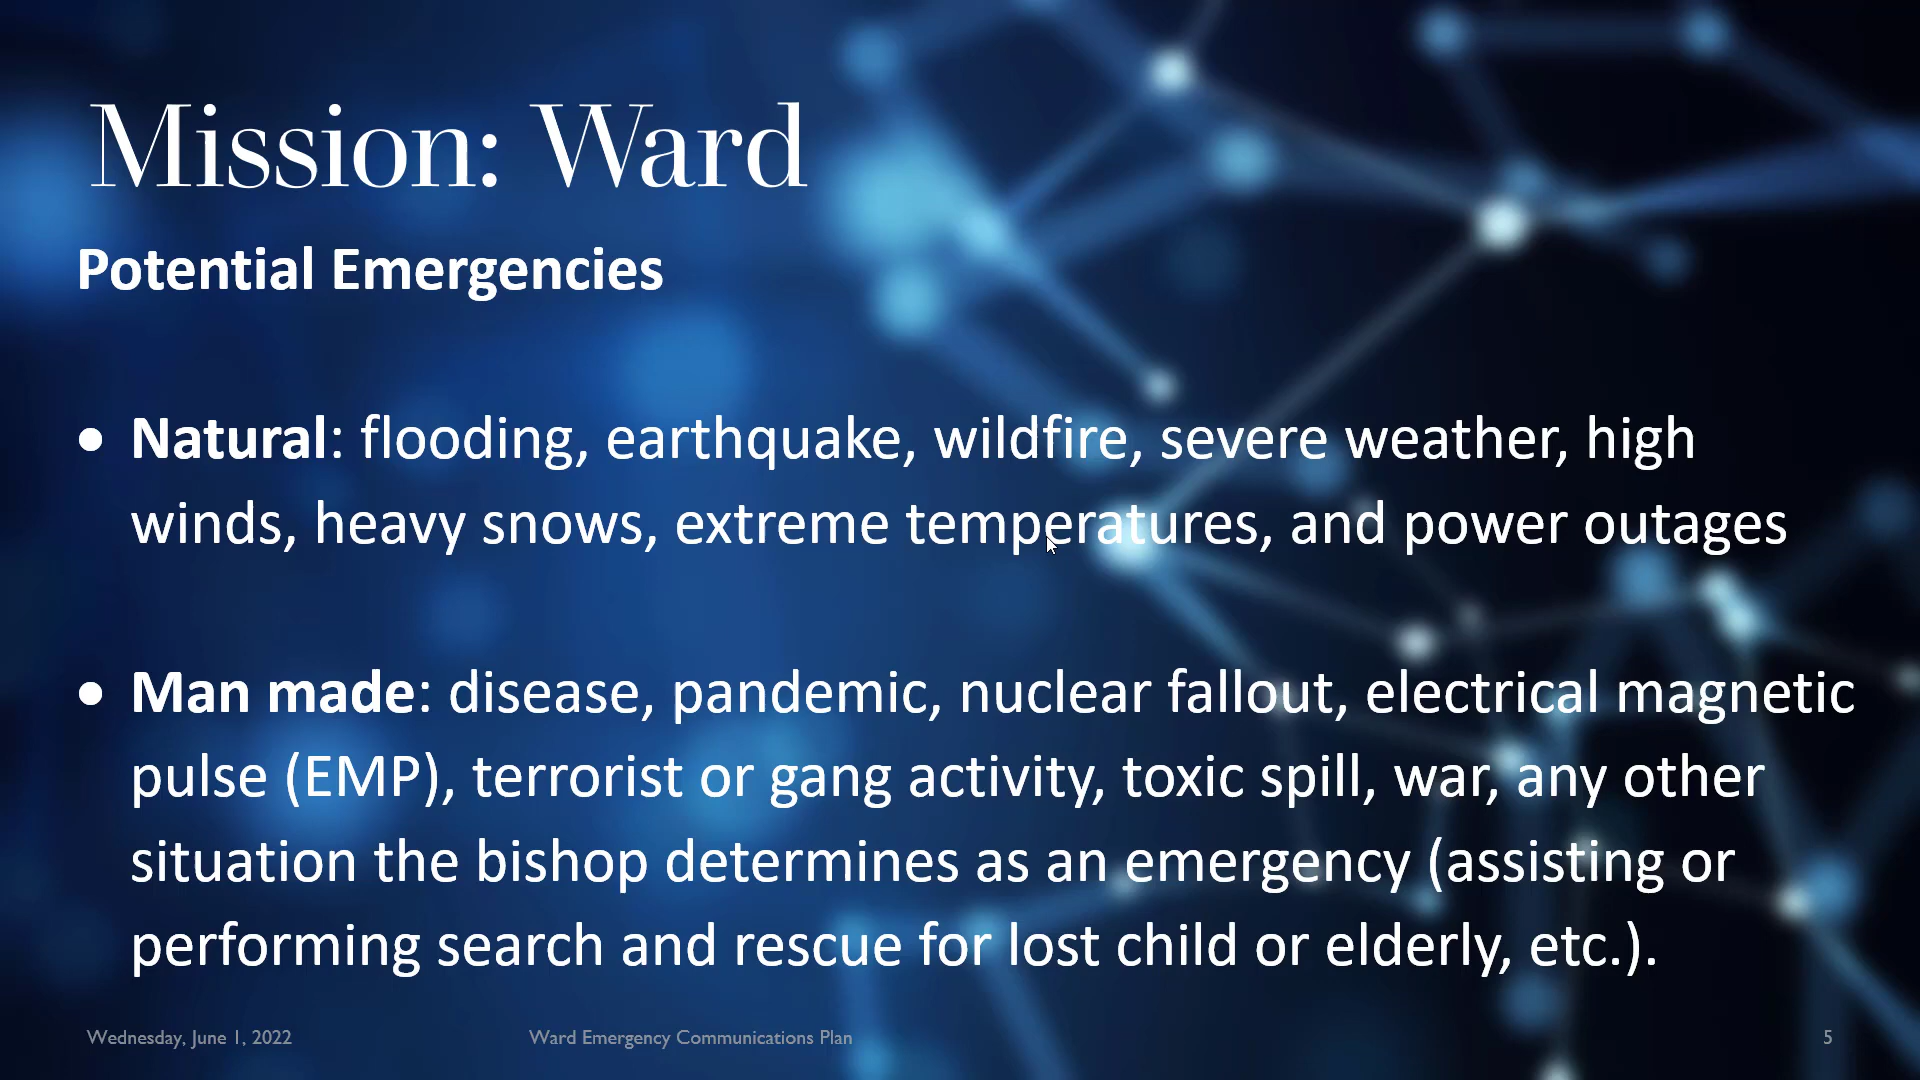 Mission: Ward
Potential Emergencies
• Natural: flooding, earthquake, wildfire, severe weather, high
winds, heavy snows, extreme temperatures, and power outages
• Man made: disease, pandemic, nuclear fallout, electrical magnetic
pulse (EMP), terrorist or gang activity, toxic spill, war, any other
situation the bishop determines as an emergency (assisting or
performing search and rescue for lost child or elderly, etc.).
Wednesday, June 1, 2022
Ward Emergency Communications Plan
5